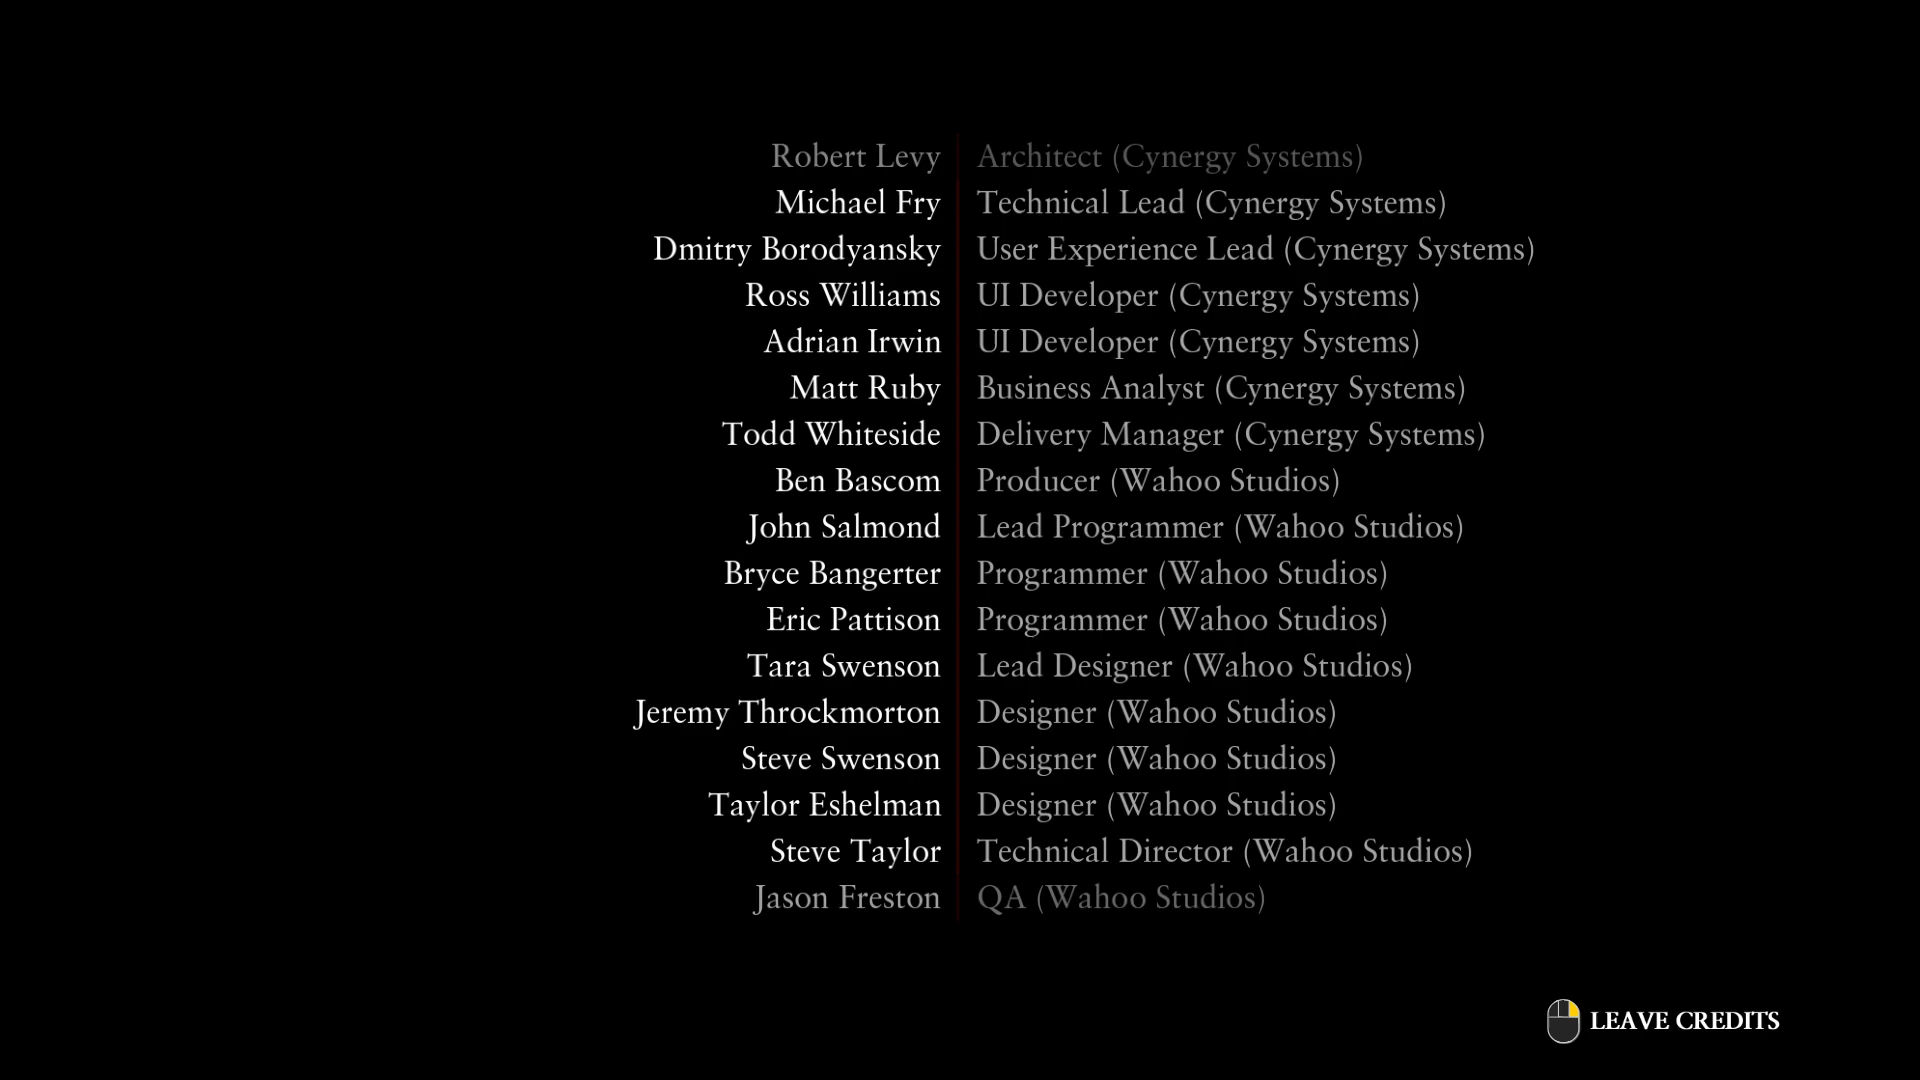 Robert Levy Architect (Cynergy Systems)
Michael Fry Technical Lead (Cynergy Systems)
Dmitry Borodyansky User Experience Lead (Cynergy Systems)
Ross Williams UI Developer (Cynergy Systems)
Adrian Irwin UI Developer (Cynergy Systems)
Matt Ruby Business Analyst (Cynergy Systems)
Todd Whiteside Delivery Manager (Cynergy Systems)
Ben Bascom Producer (Wahoo Studios)
John Salmond Lead Programmer (Wahoo Studios)
Bryce Bangerter Programmer (Wahoo Studios)
Eric Pattison Programmer (Wahoo Studios)
Tara Swenson Lead Designer (Wahoo Studios)
Jeremy Throckmorton Designer (Wahoo Studios)
Steve Swenson Designer (Wahoo Studios)
Taylor Eshelman Designer (Wahoo Studios)
Steve Taylor Technical Director (Wahoo Studios)
Jason Freston QA (Wahoo Studios)
LEAVE CREDITS